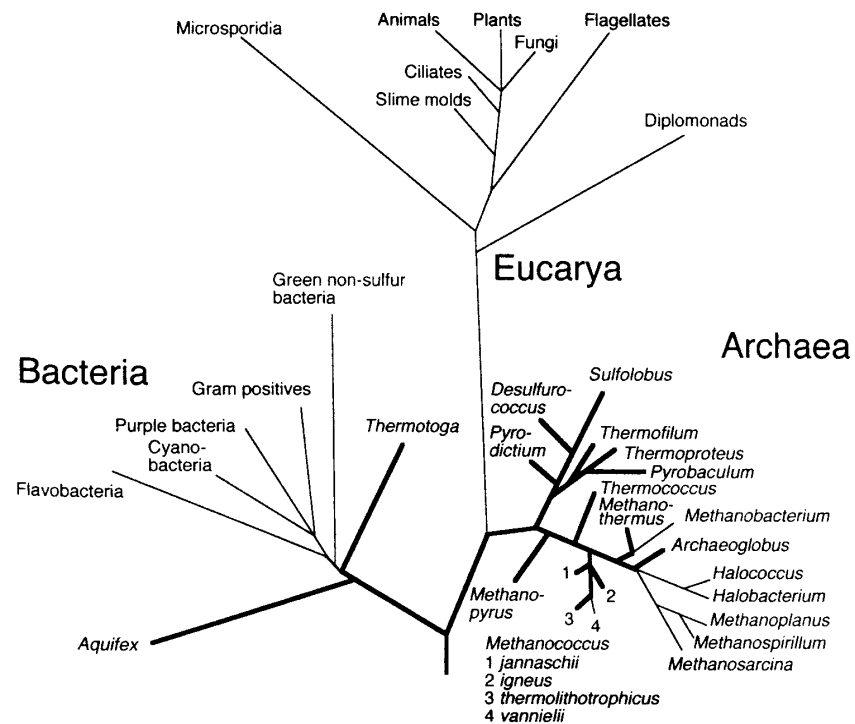 Microsporidia
Animals
Plants
Flagellates
Fungi
Ciliates
Slime molds
Diplomonads
Eucarya
Green non-sulfur
bacteria
Archaea
Bacteria
Gram positives
Purple bacteria
Cyano-
bacteria
Flavobacteria
Thermotoga
Aquifex
Sulfolobus
Desulfuro-
coccus
Pyro-
dictium
Thermofilum
Thermoproteus
Pyrobaculum
Thermococcus
Methano-
thermus
Methanobacterium
Archaeoglobus
Halococcus
Halobacterium
Methanoplanus
Methanospirillum
Methanosarcina
Methano-
pyrus
1
2
3
4
Methanococcus
1 jannaschii
2 igneus
3 thermolithotrophicus
4 vannielii